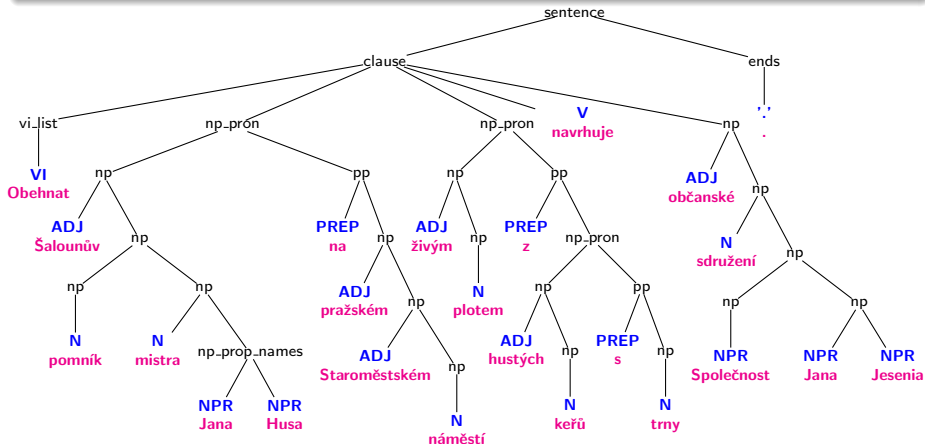 sentence
clause ends
vi_list np_pron np_pron V navrhuje np '.' .
VI np pp np pp ADJ np
Obehnat občanské
ADJ np PREP np ADJ np PREP np_pron N np
Šalounův na živým z sdružení
np np ADJ np N np pp np np
pražském plotem
N N np_prop_names ADJ np ADJ np PREP np NPR NPR NPR
pomník mistra Staroměstském hustých s Společnost Jana Jesenia
NPR NPR N N N
Jana Husa náměstí keřů trny